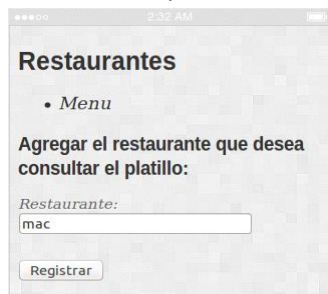 2:32 AM
Restaurantes
• Menu
Agregar el restaurante que desea
consultar el platillo:
Restaurante:
mac
Registrar